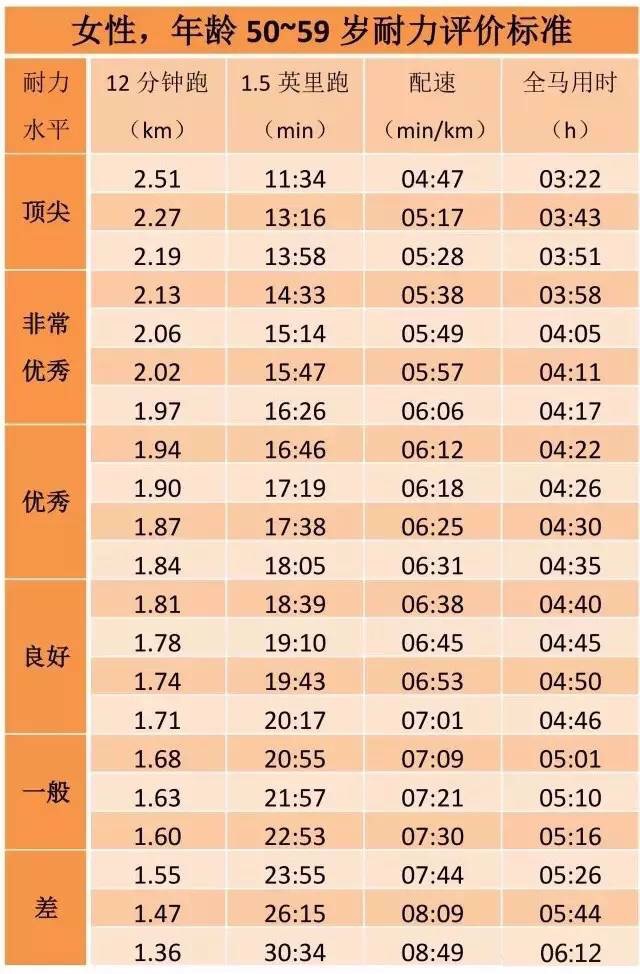 女性，年龄 50~59 岁耐力评价标准
耐力水平 12 分钟跑（km） 1.5 英里跑（min） 配速（min/km） 全马用时（h）
顶尖
2.51 11:34 04:47 03:22
2.27 13:16 05:17 03:43
2.19 13:58 05:28 03:51
非常优秀
2.13 14:33 05:38 03:58
2.06 15:14 05:49 04:05
2.02 15:47 05:57 04:11
1.97 16:26 06:06 04:17
优秀
1.94 16:46 06:12 04:22
1.90 17:19 06:18 04:26
1.87 17:38 06:25 04:30
1.84 18:05 06:31 04:35
良好
1.81 18:39 06:38 04:40
1.78 19:10 06:45 04:45
1.74 19:43 06:53 04:50
1.71 20:17 07:01 04:46
一般
1.68 20:55 07:09 05:01
1.63 21:57 07:21 05:10
1.60 22:53 07:30 05:16
差
1.55 23:55 07:44 05:26
1.47 26:15 08:09 05:44
1.36 30:34 08:49 06:12